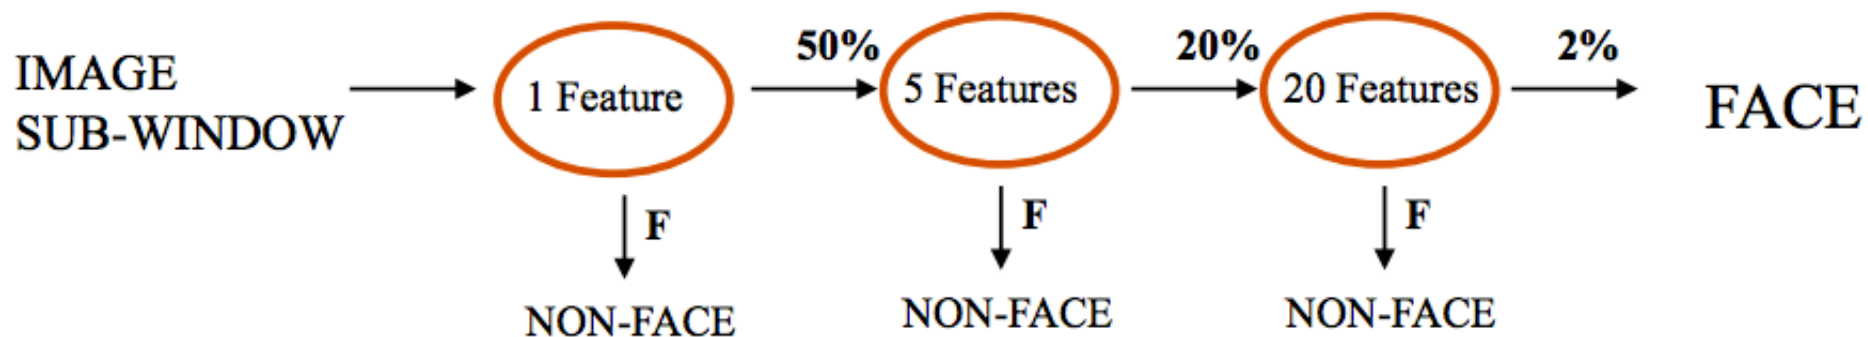 IMAGE
SUB-WINDOW
1 Feature
50%
5 Features
20%
20 Features
2%
FACE
F
F
F
NON-FACE
NON-FACE
NON-FACE